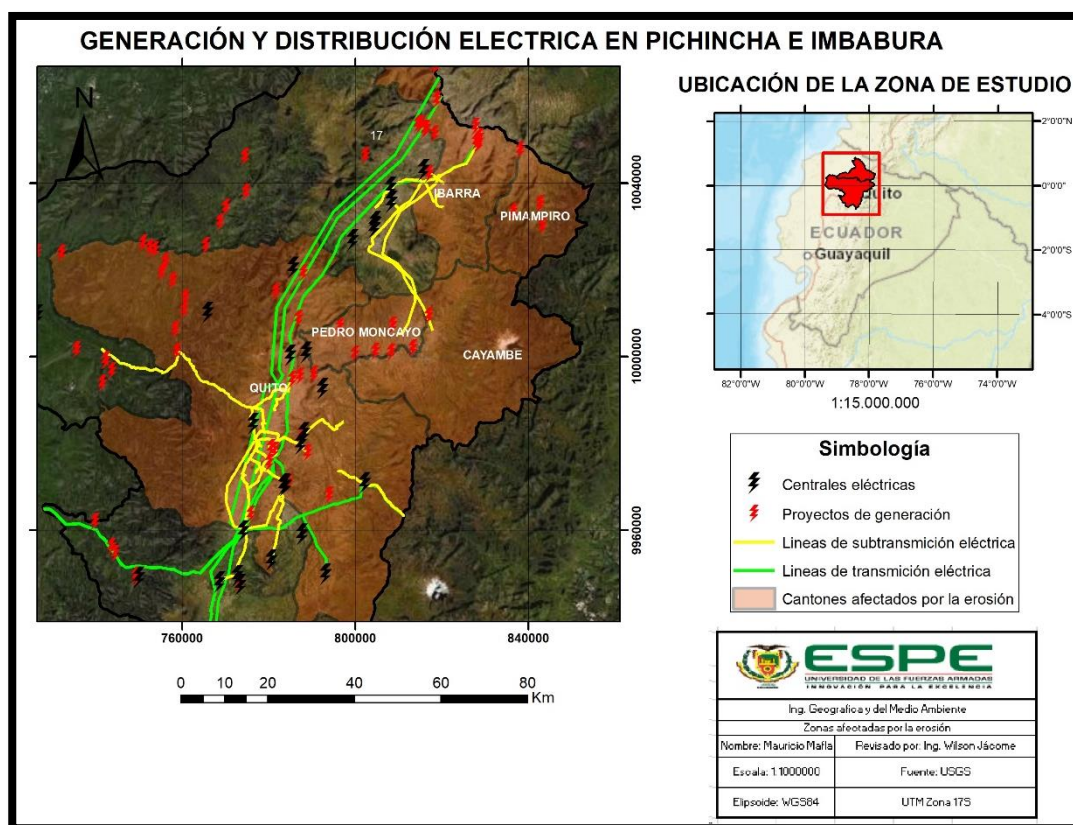 GENERACIÓN Y DISTRIBUCIÓN ELECTRICA EN PICHINCHA E IMBABURA
N
17
IBARRA
PIMAMPIRO
PEDRO MONCAYO
CAYAMBE
QUITO
10040000
10000000
9960000
760000 800000 840000
0 10 20 40 60 80
Km
UBICACIÓN DE LA ZONA DE ESTUDIO
2°0'0"N
0°0'0"
2°0'0"S
4°0'0"S
Quito
ECUADOR
Guayaquil
82°0'0"W 80°0'0"W 78°0'0"W 76°0'0"W 74°0'0"W
1:15.000.000
Simbología
Centrales eléctricas
Proyectos de generación
Lineas de subtransmición eléctrica
Lineas de transmición eléctrica
Cantones afectados por la erosión
ESPE
UNIVERSIDAD DE LAS FUERZAS ARMADAS
INNOVACIÓN PARA LA EXCELENCIA
Ing. Geografica y del Medio Ambiente
Zonas afectadas por la erosión
Nombre: Mauricio Mafla Revisado por: Ing. Wilson Jácome
Escala: 1:1000000 Fuente: USGS
Elipsoide: WGS84 UTM Zona 17S